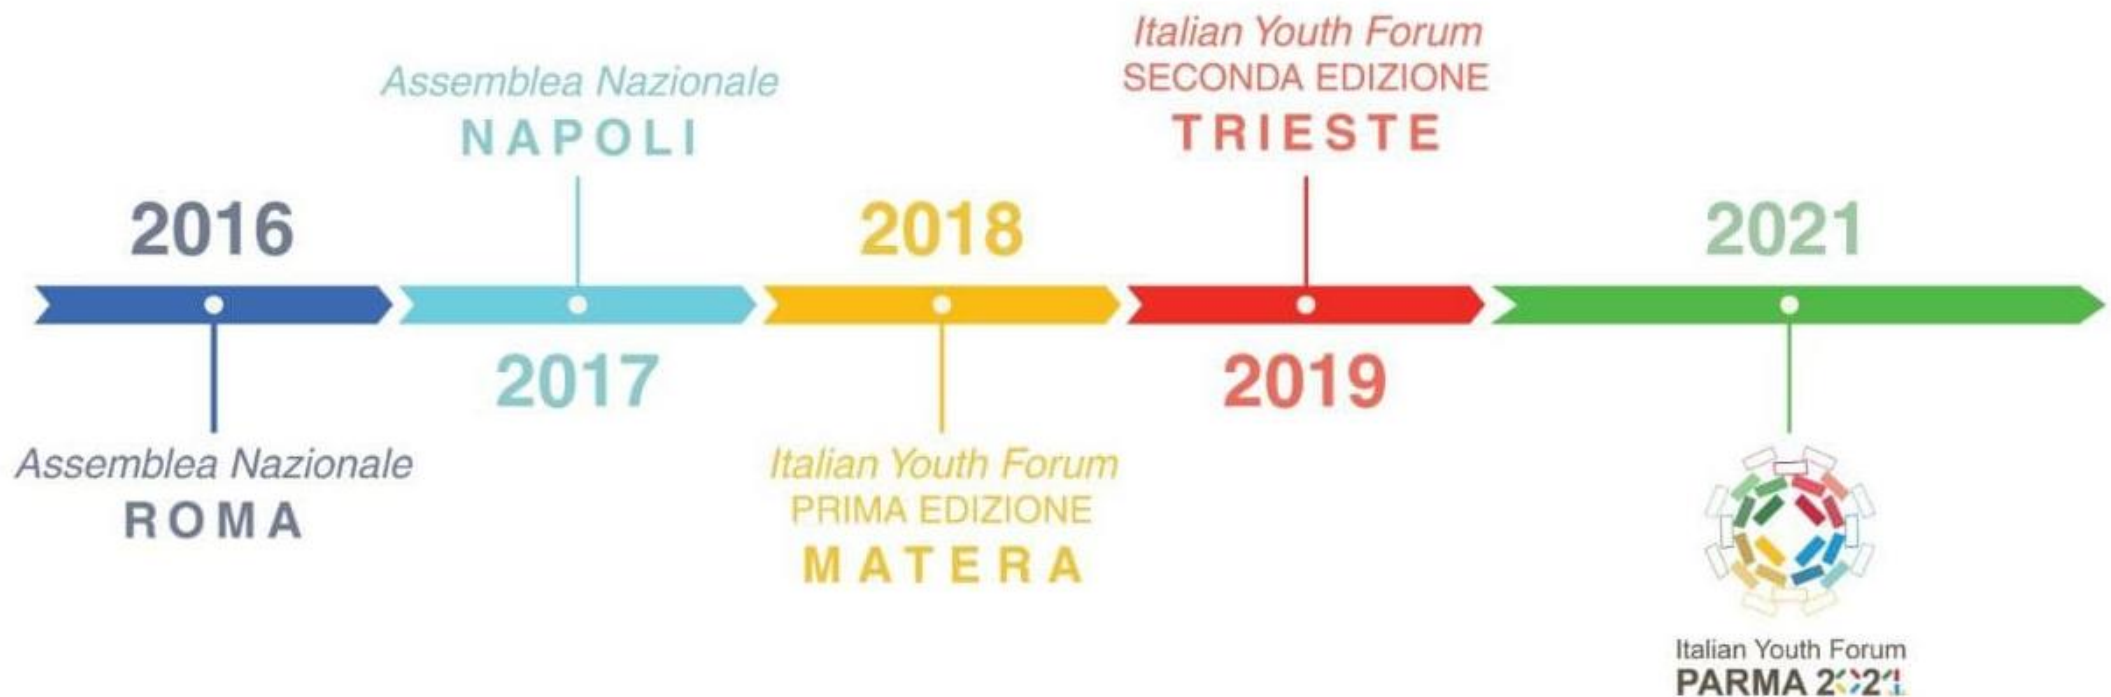 Italian Youth Forum
SECONDA EDIZIONE
TRIESTE
Assemblea Nazionale
NAPOLI
2016
2018
2021
2017
2019
Assemblea Nazionale
ROMA
Italian Youth Forum
PRIMA EDIZIONE
MATERA
Italian Youth Forum
PARMA 2021